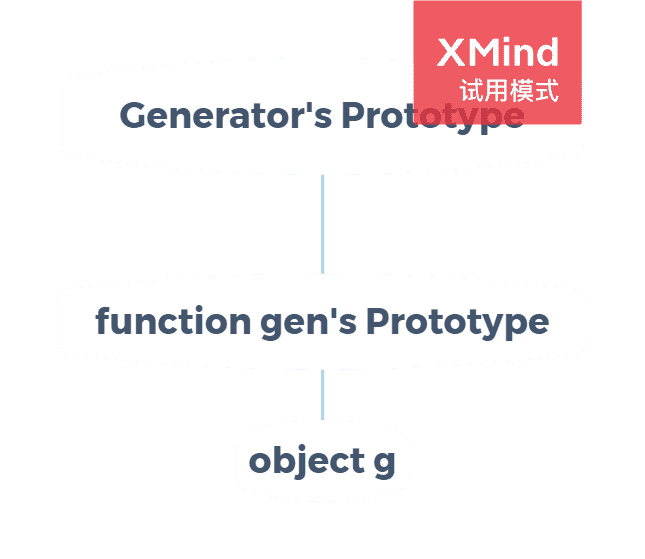 XMind
试用模式
Generator's Prototype
function gen's Prototype
object g